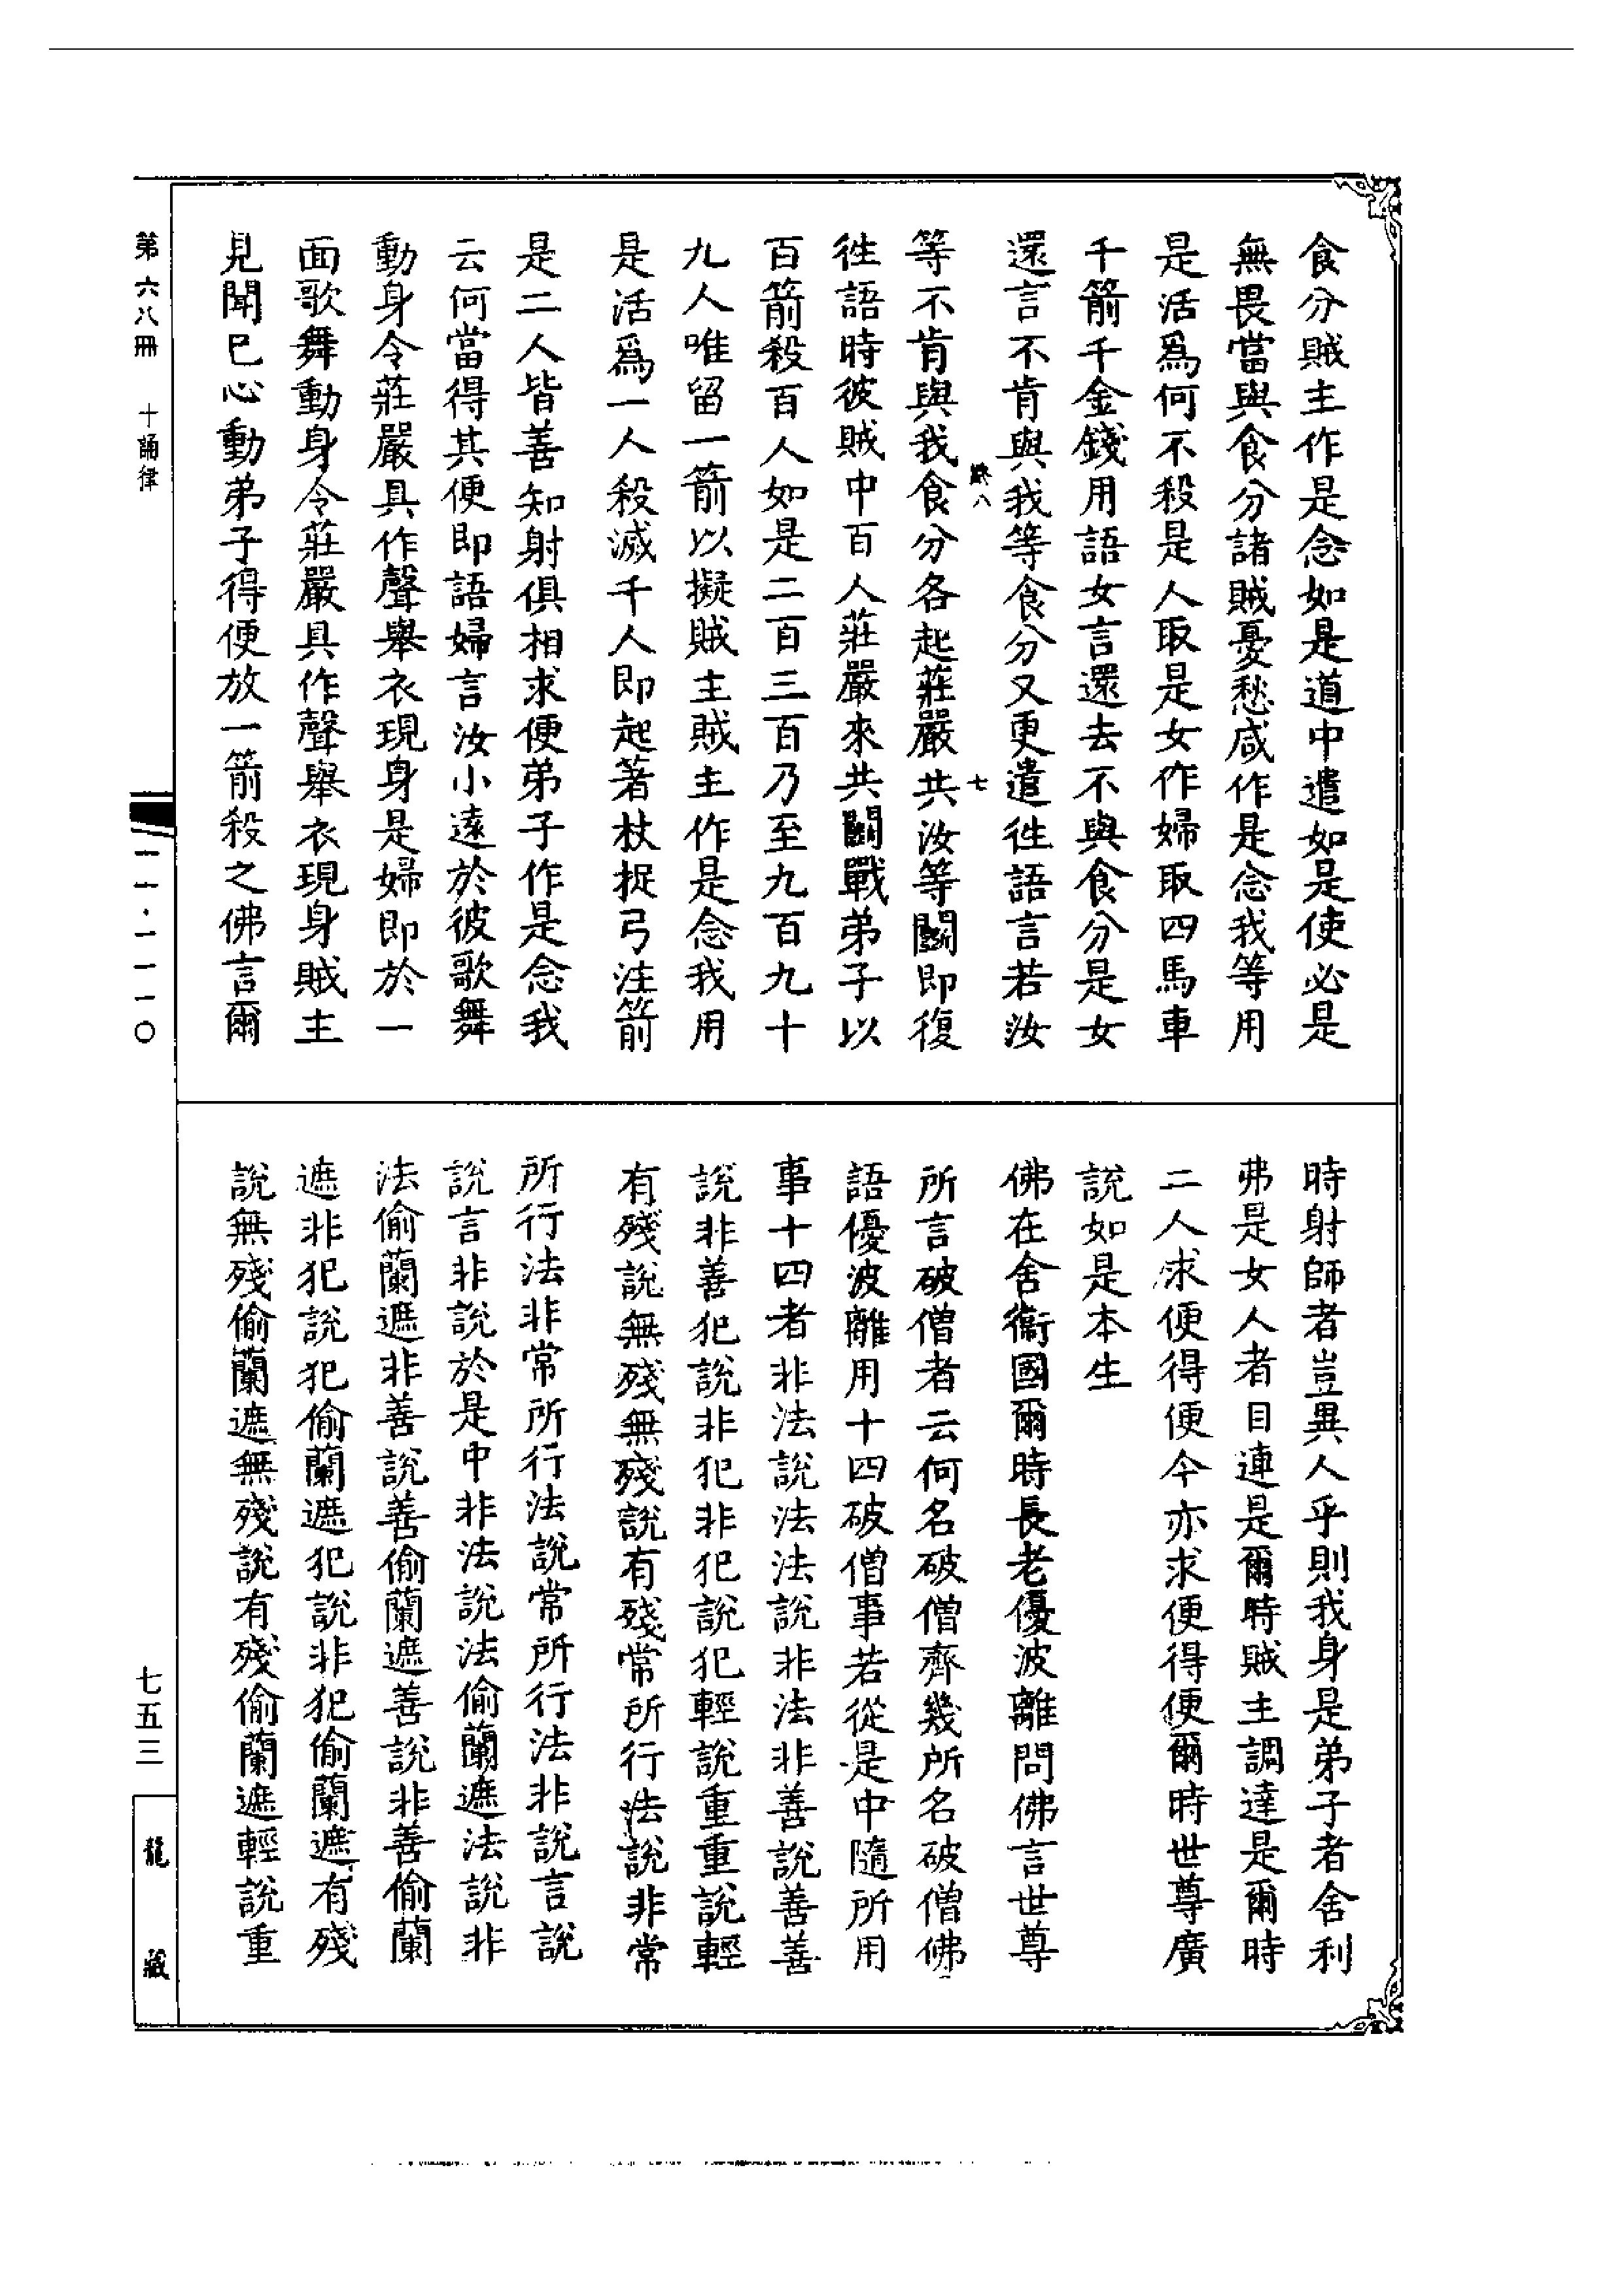 食分賊主作是念如是道中遣如是使必是
無畏當與食分諸賊憂愁咸作是念我等用
是活爲何不殺是人取是女作婦取四馬車
千箭千金錢用語女言還去不與食分是女
還言不肯與我等食分又更遣徃語言若汝
終八
七
等不肯與我食分各起莊嚴共汝等鬬即復
徃語時彼賊中百人莊嚴來共鬬戰弟子以
百箭殺百人如是二百三百乃至九百九十
九人唯留一箭以擬賊主賊主作是念我用
是活爲一人殺滅千人即起著杖捉弓注箭
是二人皆善知射俱相求便弟子作是念我
云何當得其便即語婦言汝小遠於彼歌舞
動身令莊嚴具作聲舉衣現身是婦即於一
面歌舞動身令莊嚴具作聲舉衣現身賊主
見聞已心動弟子得便放一箭殺之佛言爾
時射師者豈異人乎則我身是弟子者舍利
弗是女人者目連是爾時賊主調達是爾時
二人求便得便今亦求便得便爾時世尊廣
說如是本生
佛在舍衛國爾時長老優波離問佛言世尊
所言破僧者云何名破僧齊幾所名破僧佛
語優波離用十四破僧事若從是中隨所用
事十四者非法說法法說非法非善說善善
說非善犯說非犯非犯說犯輕說重重說輕
有殘說無殘無殘說有殘常所行法說非常
所行法非常所行法說常所行法非說言說
說言非說於是中非法說法偷蘭遮法說非
法偷蘭遮非善說善偷蘭遮善說非善偷蘭
遮非犯說犯偷蘭遮犯說非犯偷蘭遮有殘
說無殘偷蘭遮無殘說有殘偷蘭遮輕說重
第六八冊 十誦律
一一一·一一一〇
七五三
龍藏